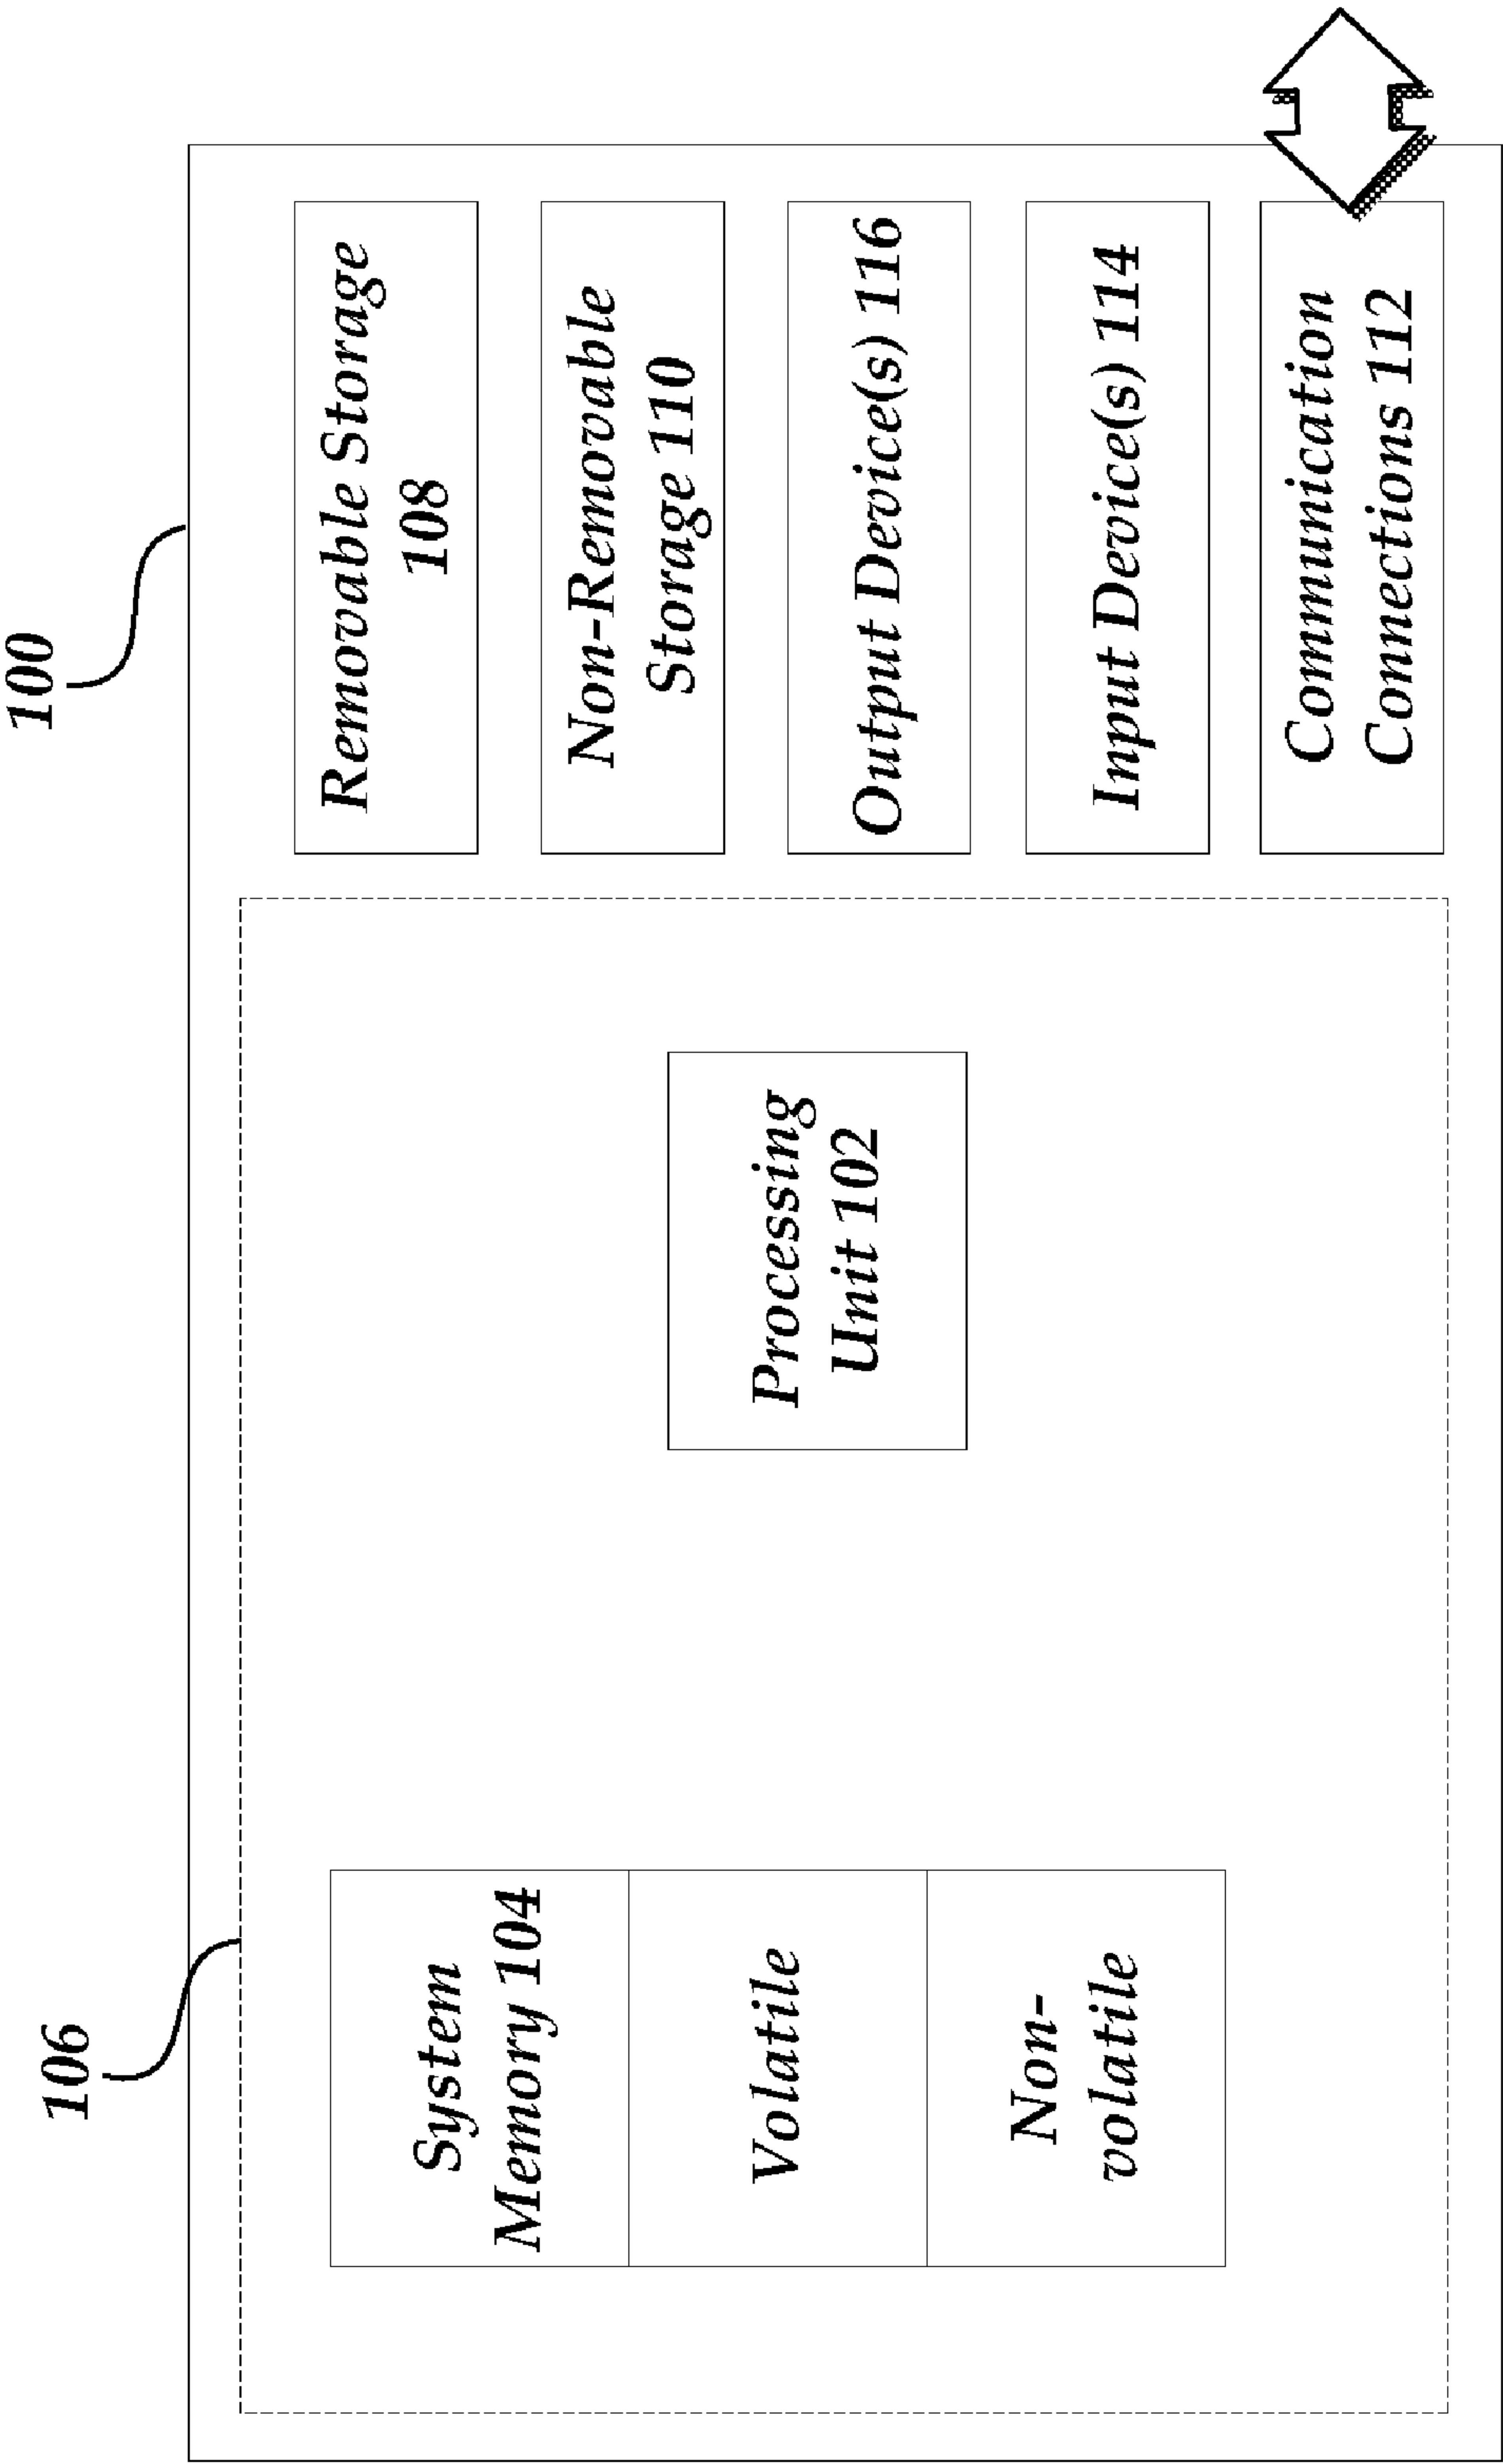 100
106
System
Memory 104
Volatile
Non-
volatile
Processing
Unit 102
Removable Storage
108
Non-Removable
Storage 110
Output Device(s) 116
Input Device(s) 114
Communication
Connections 112